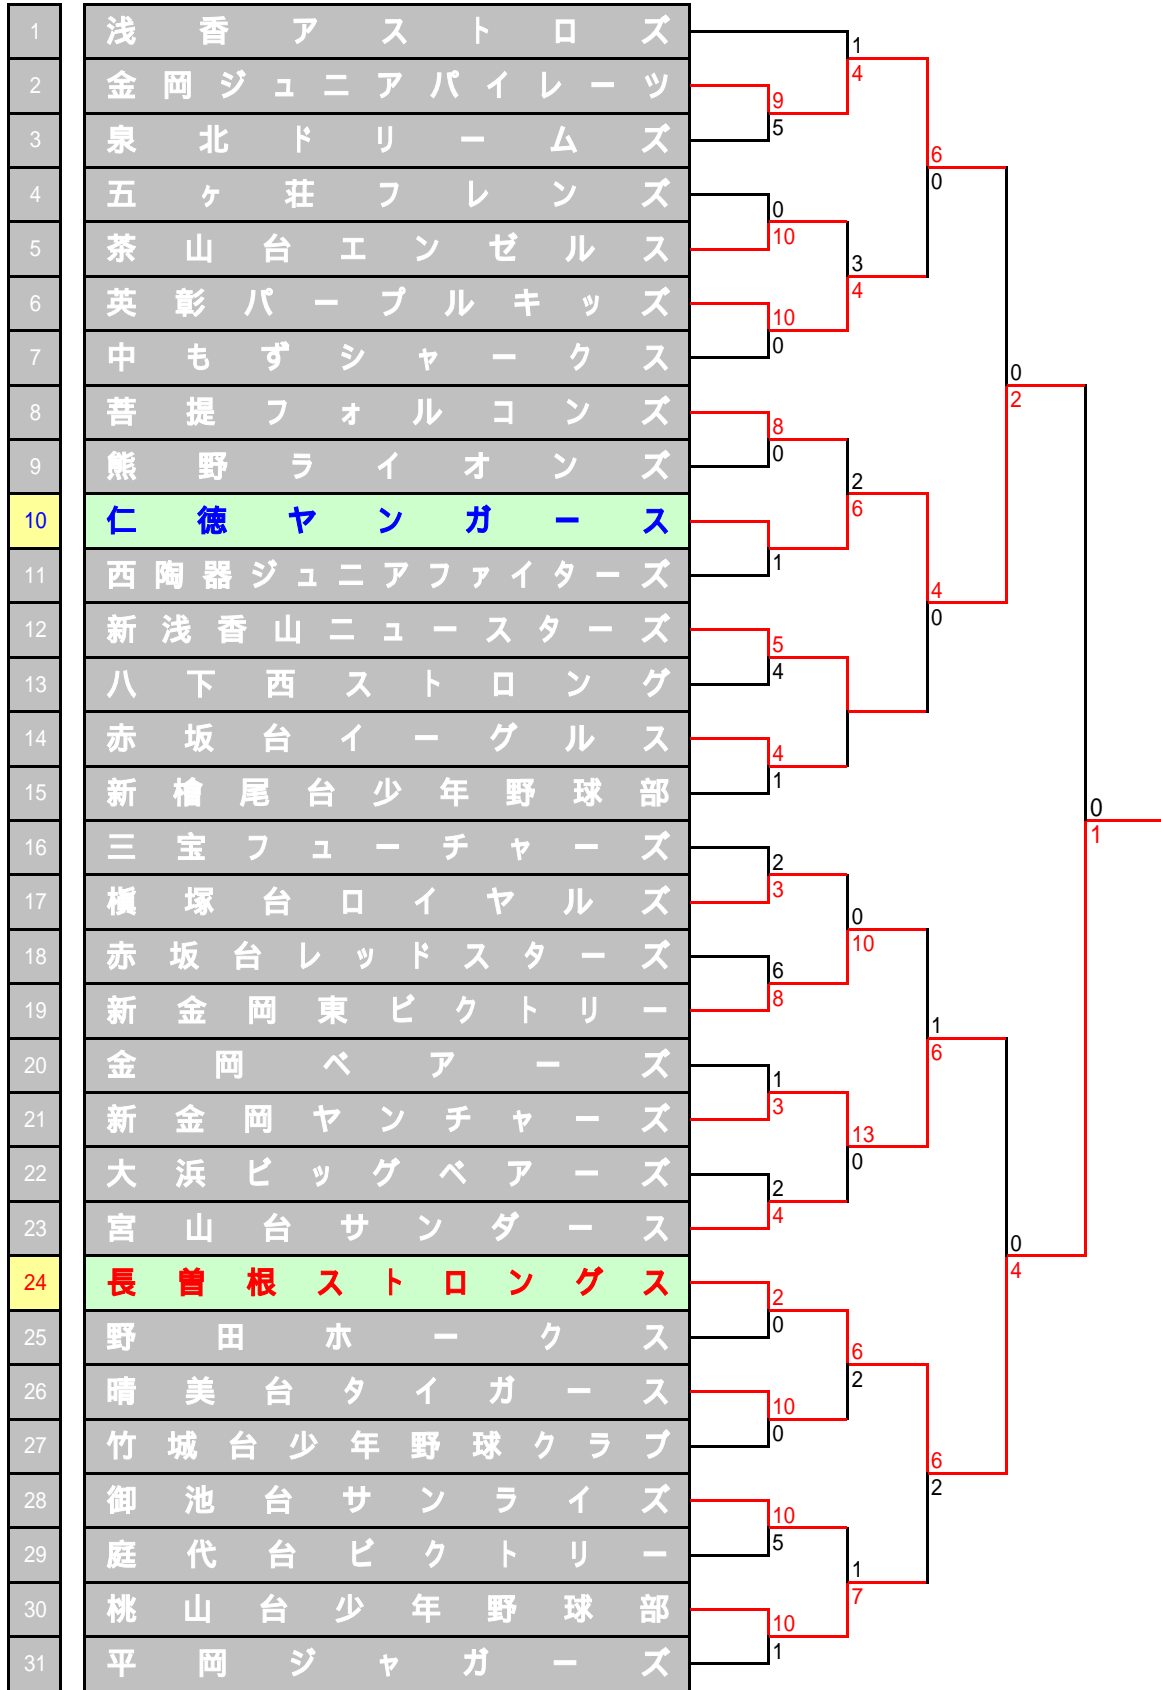 1 浅香アストロズ
2 金岡ジュニアパイレーツ
3 泉北ドリームズ
4 五ヶ荘フレンズ
5 茶山台エンゼルス
6 英彰パープルキッズ
7 中もずシャークス
8 菩提フォルコンズ
9 熊野ライオンズ
10 仁徳ヤンガース
11 西陶器ジュニアファイターズ
12 新浅香山ニュースターズ
13 八下西ストロング
14 赤坂台イーグルス
15 新檜尾台少年野球部
16 三宝フューチャーズ
17 槇塚台ロイヤルズ
18 赤坂台レッドスターズ
19 新金岡東ビクトリー
20 金岡ベアーズ
21 新金岡ヤンチャーズ
22 大浜ビッグベアーズ
23 宮山台サンダース
24 長曽根ストロングス
25 野田ホークス
26 晴美台タイガース
27 竹城台少年野球クラブ
28 御池台サンライズ
29 庭代台ビクトリー
30 桃山台少年野球部
31 平岡ジャガーズ
9
5
0
10
10
0
8
0
1
5
4
4
1
2
3
6
8
1
3
2
4
2
0
10
0
10
5
10
1
1
4
3
4
2
6
0
10
13
0
6
2
1
7
6
0
4
0
1
6
6
2
0
2
0
4
0
1